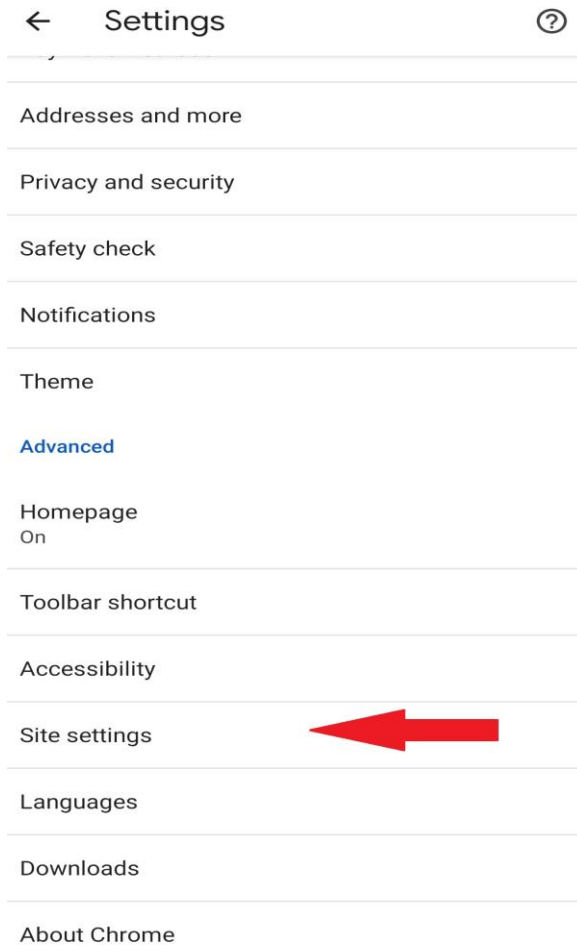 Settings
Addresses and more
Privacy and security
Safety check
Notifications
Theme
Advanced
Homepage
On
Toolbar shortcut
Accessibility
Site settings
Languages
Downloads
About Chrome